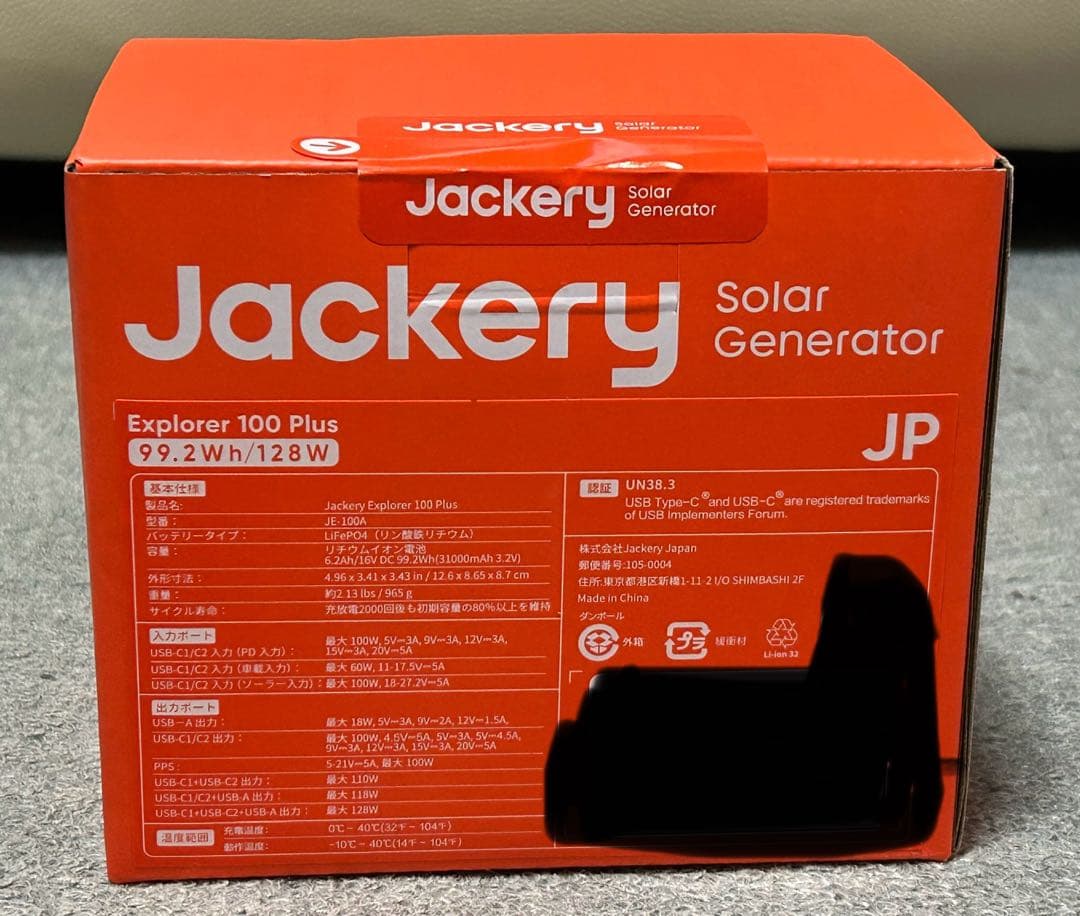 Jackery Solar Generator
Jackery Solar
Generator
Jackery Solar
Generator
Explorer 100 Plus
99.2Wh/128W
JP
基本仕様
製品名: Jackery Explorer 100 Plus
型番： JE-100A
バッテリータイプ： LiFePO4（リン酸鉄リチウム）
容量： リチウムイオン電池
6.2Ah/16V DC 99.2Wh(31000mAh 3.2V)
外形寸法： 4.96 x 3.41 x 3.43 in / 12.6 x 8.65 x 8.7 cm
重量： 約2.13 lbs / 965 g
サイクル寿命： 充放電2000回後も初期容量の80%以上を維持
入力ポート
USB-C1/C2 入力（PD 入力）： 最大 100W, 5V⎓3A, 9V⎓3A, 12V⎓3A,
15V⎓3A, 20V⎓5A
USB-C1/C2 入力（車載入力）： 最大 60W, 11-17.5V⎓5A
USB-C1/C2 入力（ソーラー入力）： 最大 100W, 18-27.2V⎓5A
出力ポート
USB-A 出力： 最大 18W, 5V⎓3A, 9V⎓2A, 12V⎓1.5A,
USB-C1/C2 出力： 最大 100W, 4.5V⎓5A, 5V⎓3A, 5V⎓4.5A,
9V⎓3A, 12V⎓3A, 15V⎓3A, 20V⎓5A
PPS： 5-21V⎓5A, 最大 100W
USB-C1+USB-C2 出力： 最大 110W
USB-C1/C2+USB-A 出力： 最大 118W
USB-C1+USB-C2+USB-A 出力： 最大 128W
温度範囲
充電温度： 0℃ ~ 40℃(32℉ ~ 104℉)
動作温度： -10℃ ~ 40℃(14℉ ~ 104℉)
認証 UN38.3
USB Type-C® and USB-C® are registered trademarks
of USB Implementers Forum.
株式会社Jackery Japan
郵便番号:105-0004
住所:東京都港区新橋1-11-2 I/O SHIMBASHI 2F
Made in China
ダンボール
外箱
プラ
緩衝材
Li-ion 32